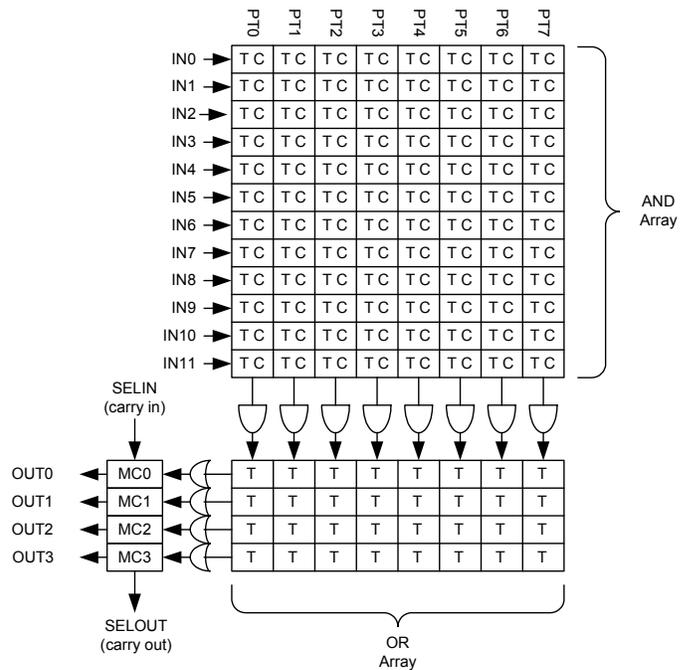 PT0 PT1 PT2 PT3 PT4 PT5 PT6 PT7
IN0 T C T C T C T C T C T C T C T C
IN1 T C T C T C T C T C T C T C T C
IN2 T C T C T C T C T C T C T C T C
IN3 T C T C T C T C T C T C T C T C
IN4 T C T C T C T C T C T C T C T C
IN5 T C T C T C T C T C T C T C T C
IN6 T C T C T C T C T C T C T C T C
IN7 T C T C T C T C T C T C T C T C
IN8 T C T C T C T C T C T C T C T C
IN9 T C T C T C T C T C T C T C T C
IN10 T C T C T C T C T C T C T C T C
IN11 T C T C T C T C T C T C T C T C
AND
Array
SELIN
(carry in)
OUT0 MC0 T T T T T T T T
OUT1 MC1 T T T T T T T T
OUT2 MC2 T T T T T T T T
OUT3 MC3 T T T T T T T T
SELOUT
(carry out)
OR
Array